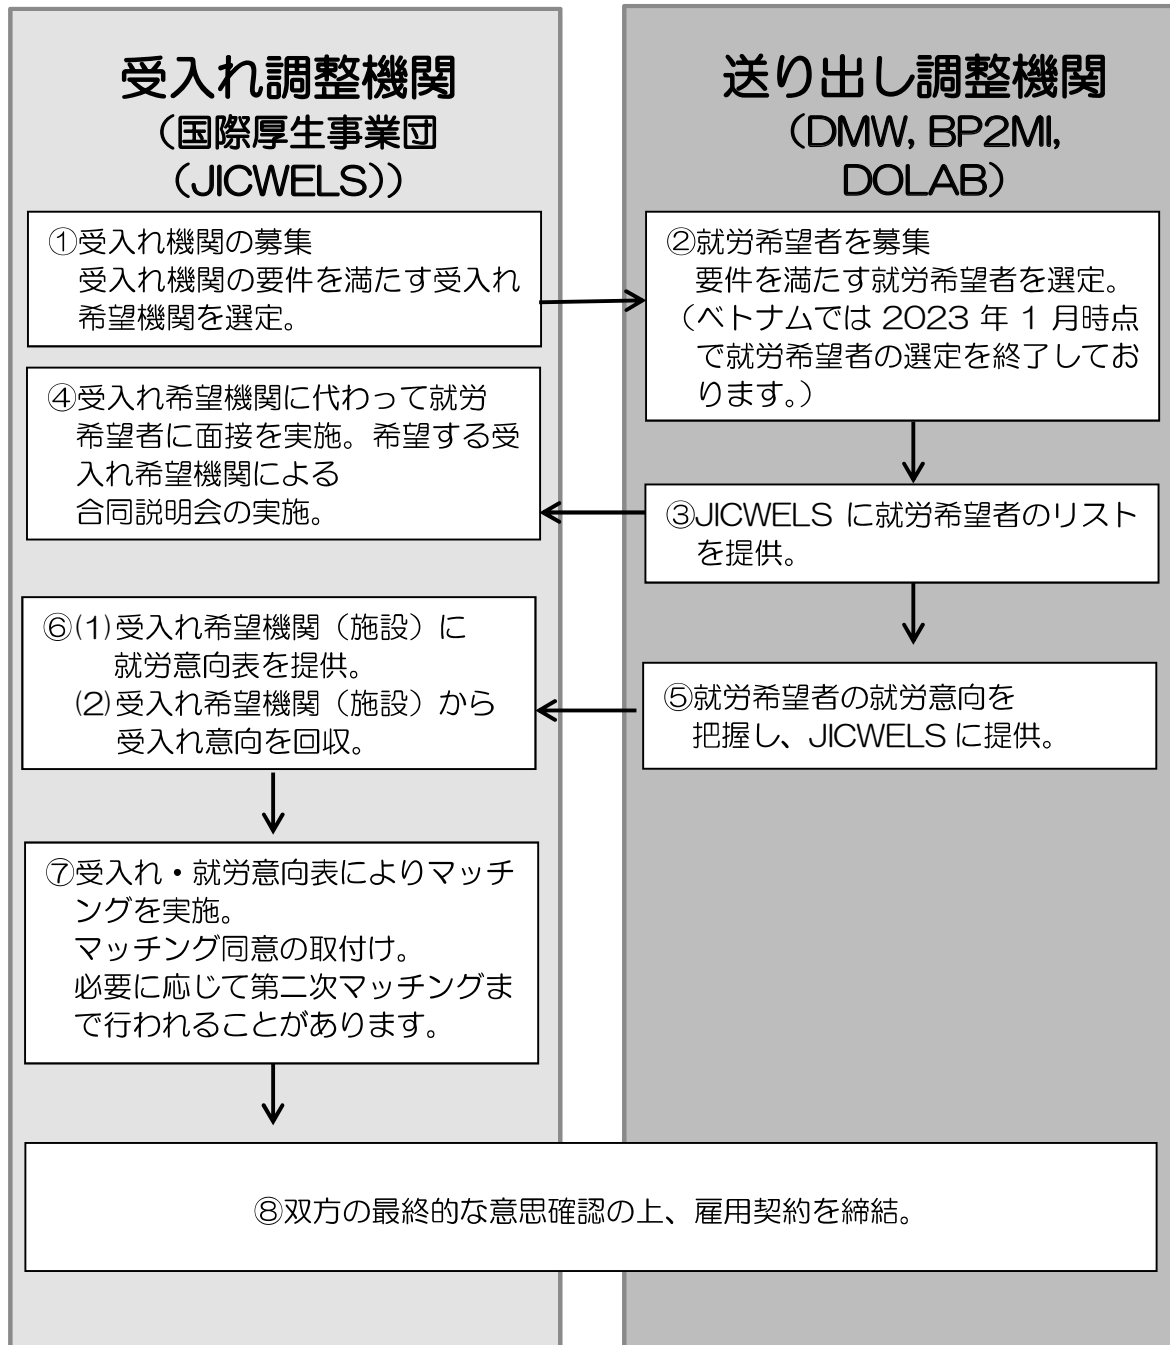 受入れ調整機関
（国際厚生事業団
（JICWELS））
送り出し調整機関
（DMW, BP2MI,
DOLAB）
①受入れ機関の募集
受入れ機関の要件を満たす受入れ
希望機関を選定。
②就労希望者を募集
要件を満たす就労希望者を選定。
（ベトナムでは 2023 年 1 月時点
で就労希望者の選定を終了してお
ります。）
③JICWELS に就労希望者のリスト
を提供。
④受入れ希望機関に代わって就労
希望者に面接を実施。希望する受
入れ希望機関による
合同説明会の実施。
⑤就労希望者の就労意向を
把握し、JICWELS に提供。
⑥(1)受入れ希望機関（施設）に
就労意向表を提供。
(2)受入れ希望機関（施設）から
受入れ意向を回収。
⑦受入れ・就労意向表によりマッチ
ングを実施。
マッチング同意の取付け。
必要に応じて第二次マッチングま
で行われることがあります。
⑧双方の最終的な意思確認の上、雇用契約を締結。